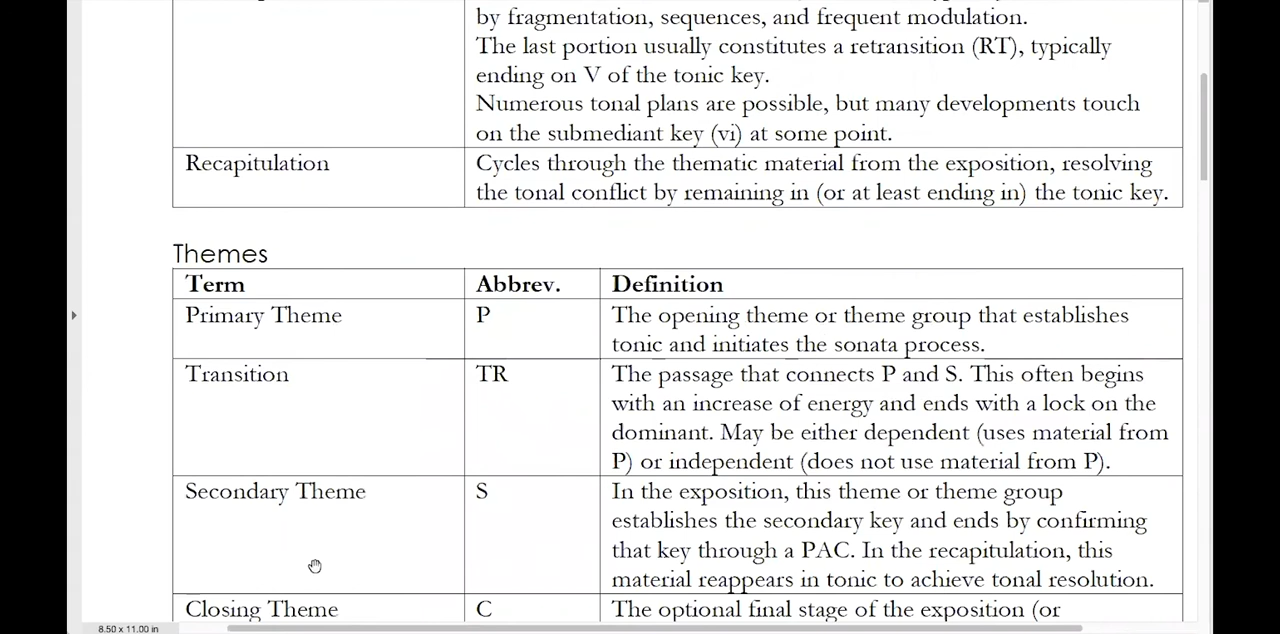 by fragmentation, sequences, and frequent modulation.
The last portion usually constitutes a retransition (RT), typically
ending on V of the tonic key.
Numerous tonal plans are possible, but many developments touch
on the submediant key (vi) at some point.
Recapitulation
Cycles through the thematic material from the exposition, resolving
the tonal conflict by remaining in (or at least ending in) the tonic key.
Themes
Term Abbrev. Definition
Primary Theme P The opening theme or theme group that establishes
tonic and initiates the sonata process.
Transition TR The passage that connects P and S. This often begins
with an increase of energy and ends with a lock on the
dominant. May be either dependent (uses material from
P) or independent (does not use material from P).
Secondary Theme S In the exposition, this theme or theme group
establishes the secondary key and ends by confirming
that key through a PAC. In the recapitulation, this
material reappears in tonic to achieve tonal resolution.
Closing Theme C The optional final stage of the exposition (or
8.50 x 11.00 in